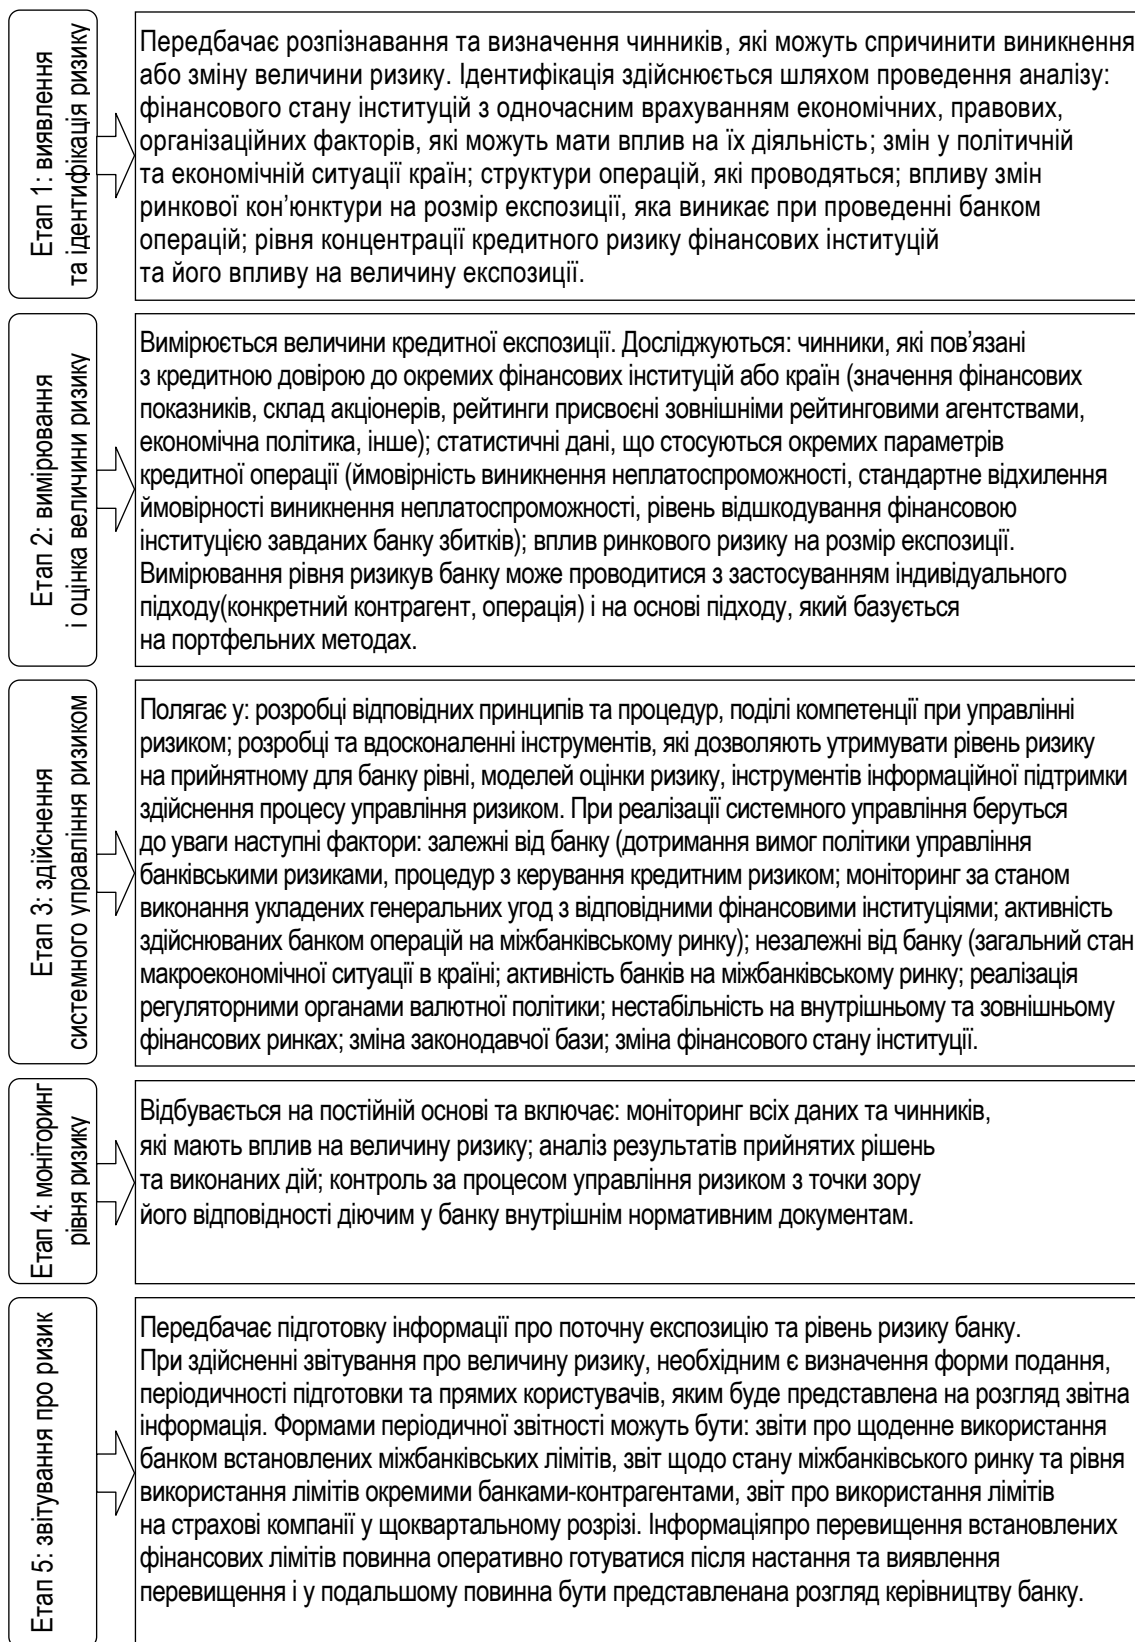 Етап 1: виявлення
та ідентифікація ризику
Передбачає розпізнавання та визначення чинників, які можуть спричинити виникнення
або зміну величини ризику. Ідентифікація здійснюється шляхом проведення аналізу:
фінансового стану інституцій з одночасним врахуванням економічних, правових,
організаційних факторів, які можуть мати вплив на їх діяльність; змін у політичній
та економічній ситуації країн; структури операцій, які проводяться; впливу змін
ринкової кон’юнктури на розмір експозиції, яка виникає при проведенні банком
операцій; рівня концентрації кредитного ризику фінансових інституцій
та його впливу на величину експозиції.
Етап 2: вимірювання
і оцінка величини ризику
Вимірюється величини кредитної експозиції. Досліджуються: чинники, які пов’язані
з кредитною довірою до окремих фінансових інституцій або країн (значення фінансових
показників, склад акціонерів, рейтинги присвоєні зовнішніми рейтинговими агентствами,
економічна політика, інше); статистичні дані, що стосуються окремих параметрів
кредитної операції (ймовірність виникнення неплатоспроможності, стандартне відхилення
ймовірності виникнення неплатоспроможності, рівень відшкодування фінансовою
інституцією завданих банку збитків); вплив ринкового ризику на розмір експозиції.
Вимірювання рівня ризикув банку може проводитися з застосуванням індивідуального
підходу(конкретний контрагент, операція) і на основі підходу, який базується
на портфельних методах.
Етап 3: здійснення
системного управління ризиком
Полягає у: розробці відповідних принципів та процедур, поділі компетенції при управлінні
ризиком; розробці та вдосконаленні інструментів, які дозволяють утримувати рівень ризику
на прийнятному для банку рівні, моделей оцінки ризику, інструментів інформаційної підтримки
здійснення процесу управління ризиком. При реалізації системного управління беруться
до уваги наступні фактори: залежні від банку (дотримання вимог політики управління
банківськими ризиками, процедур з керування кредитним ризиком; моніторинг за станом
виконання укладених генеральних угод з відповідними фінансовими інституціями; активність
здійснюваних банком операцій на міжбанківському ринку); незалежні від банку (загальний стан
макроекономічної ситуації в країні; активність банків на міжбанківському ринку; реалізація
регуляторними органами валютної політики; нестабільність на внутрішньому та зовнішньому
фінансових ринках; зміна законодавчої бази; зміна фінансового стану інституції.
Етап 4: моніторинг
рівня ризику
Відбувається на постійній основі та включає: моніторинг всіх даних та чинників,
які мають вплив на величину ризику; аналіз результатів прийнятих рішень
та виконаних дій; контроль за процесом управління ризиком з точки зору
його відповідності діючим у банку внутрішнім нормативним документам.
Етап 5: звітування про ризик
Передбачає підготовку інформації про поточну експозицію та рівень ризику банку.
При здійсненні звітування про величину ризику, необхідним є визначення форми подання,
періодичності підготовки та прямих користувачів, яким буде представлена на розгляд звітна
інформація. Формами періодичної звітності можуть бути: звіти про щоденне використання
банком встановлених міжбанківських лімітів, звіт щодо стану міжбанківського ринку та рівня
використання лімітів окремими банками-контрагентами, звіт про використання лімітів
на страхові компанії у щоквартальному розрізі. Інформаціяпро перевищення встановлених
фінансових лімітів повинна оперативно готуватися після настання та виявлення
перевищення і у подальшому повинна бути представленана розгляд керівництву банку.